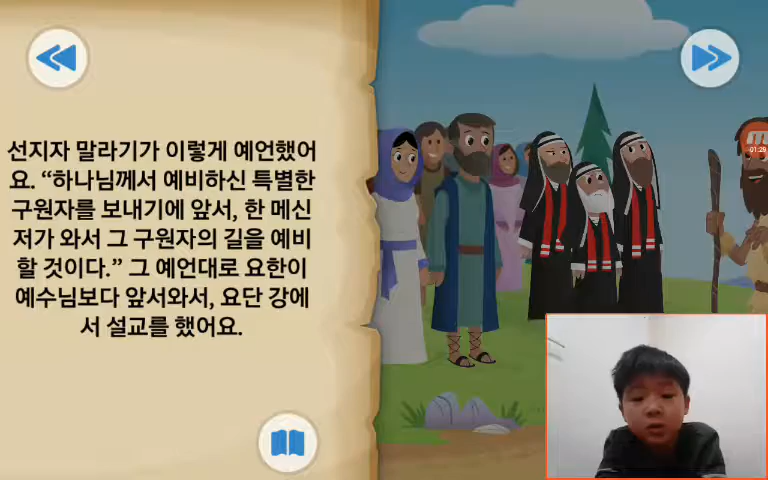 선지자 말라기가 이렇게 예언했어
요. “하나님께서 예비하신 특별한
구원자를 보내기에 앞서, 한 메신
저가 와서 그 구원자의 길을 예비
할 것이다.” 그 예언대로 요한이
예수님보다 앞서와서, 요단 강에
서 설교를 했어요.
01:29